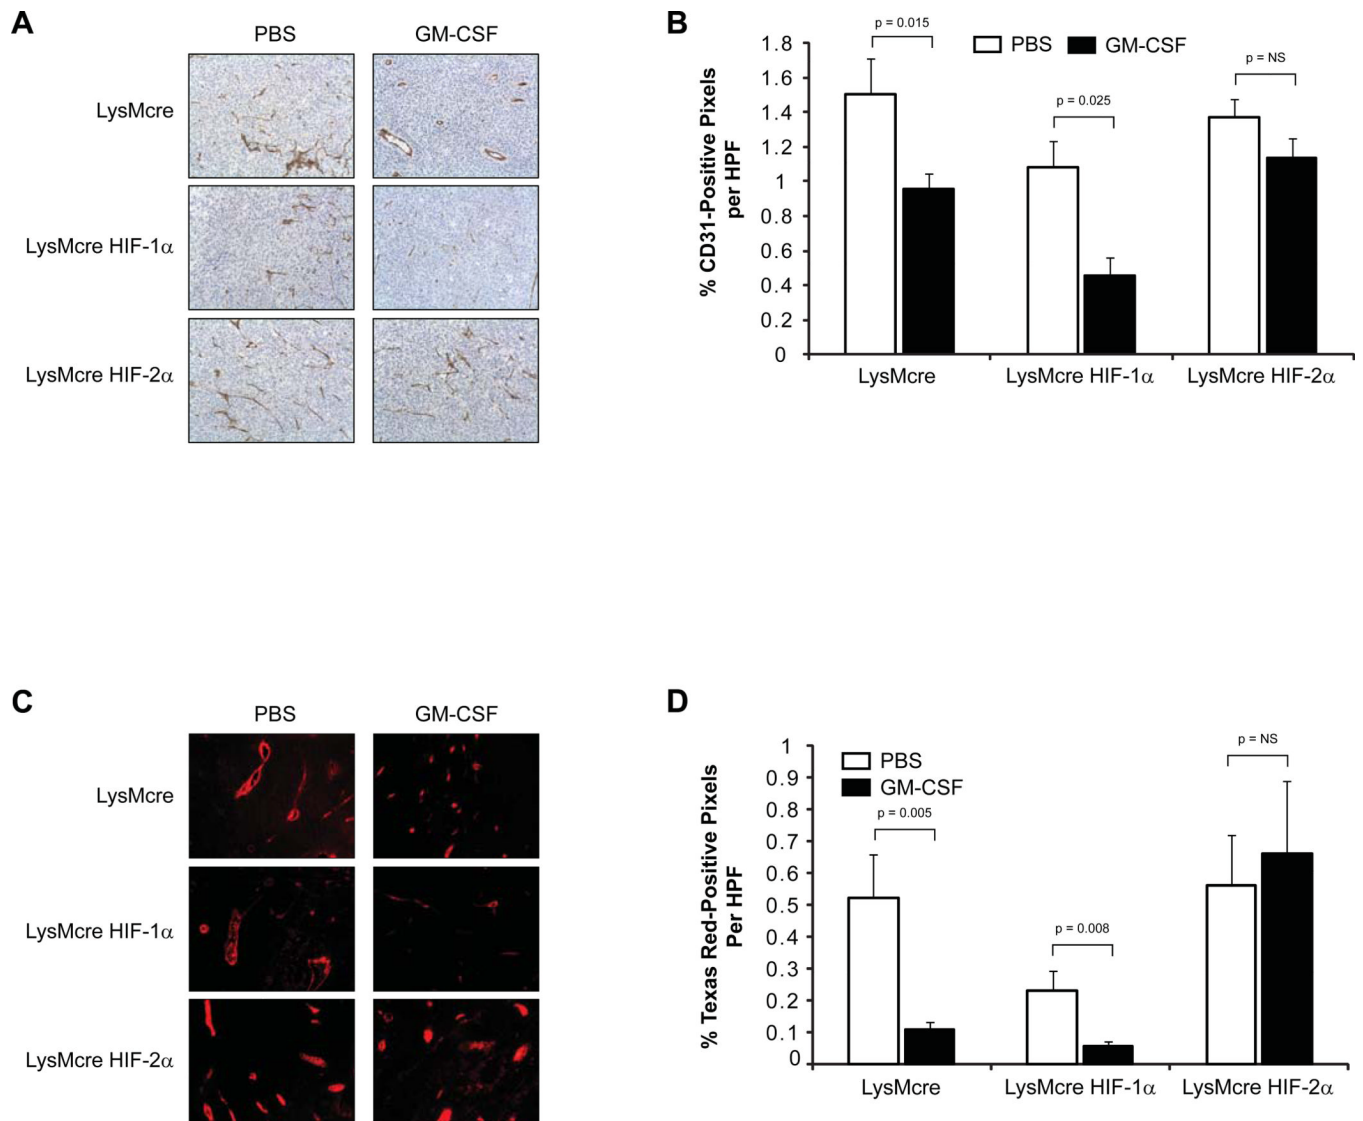 A
PBS
GM-CSF
LysMcre
LysMcre HIF-1α
LysMcre HIF-2α
B
PBS
GM-CSF
p = 0.015
p = 0.025
p = NS
% CD31-Positive Pixels
per HPF
1.8
1.6
1.4
1.2
1
0.8
0.6
0.4
0.2
0
LysMcre
LysMcre HIF-1α
LysMcre HIF-2α
C
PBS
GM-CSF
LysMcre
LysMcre HIF-1α
LysMcre HIF-2α
D
PBS
GM-CSF
p = 0.005
p = 0.008
p = NS
% Texas Red-Positive Pixels
Per HPF
1
0.9
0.8
0.7
0.6
0.5
0.4
0.3
0.2
0.1
0
LysMcre
LysMcre HIF-1α
LysMcre HIF-2α